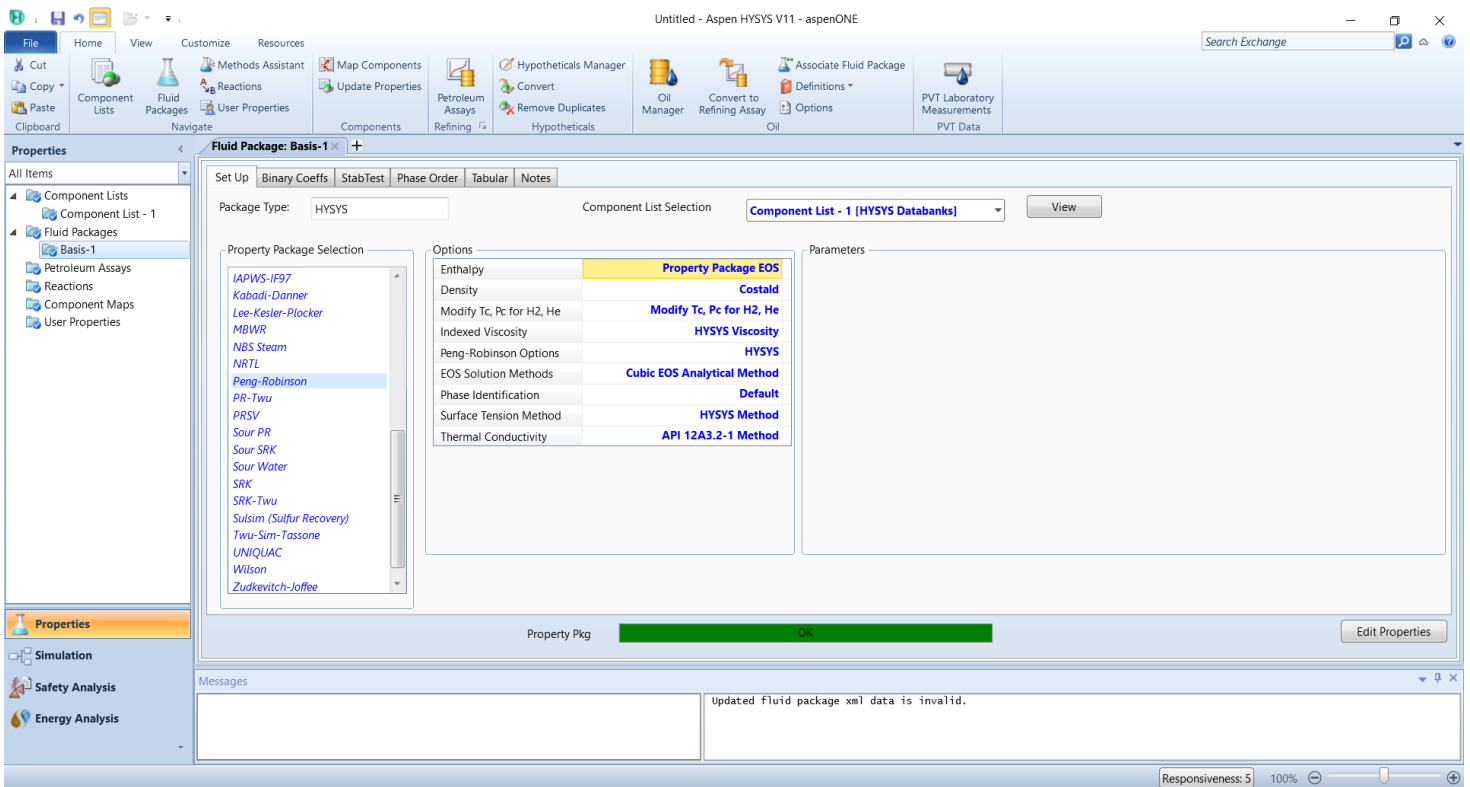 Untitled - Aspen HYSYS V11 - aspenONE
File Home View Customize Resources Search Exchange
Cut Methods Assistant Map Components Hypotheticals Manager Associate Fluid Package
Copy Reactions Update Properties Convert Definitions
Paste Component Lists Fluid Packages User Properties Petroleum Assays Remove Duplicates Oil Manager Convert to Refining Assay Options PVT Laboratory Measurements
Clipboard Navigate Components Refining Hypotheticals Oil PVT Data
Properties
All Items
Component Lists
Component List - 1
Fluid Packages
Basis-1
Petroleum Assays
Reactions
Component Maps
User Properties
Properties
Simulation
Safety Analysis
Energy Analysis
Fluid Package: Basis-1
Set Up Binary Coeffs StabTest Phase Order Tabular Notes
Package Type: HYSYS Component List Selection Component List - 1 [HYSYS Databanks] View
Property Package Selection
IAPWS-IF97
Kabadi-Danner
Lee-Kesler-Plocker
MBWR
NBS Steam
NRTL
Peng-Robinson
PR-Twu
PRSV
Sour PR
Sour SRK
Sour Water
SRK
SRK-Twu
Sulsim (Sulfur Recovery)
Twu-Sim-Tassone
UNIQUAC
Wilson
Zudkevitch-Joffee
Options
Enthalpy Property Package EOS
Density Costald
Modify Tc, Pc for H2, He Modify Tc, Pc for H2, He
Indexed Viscosity HYSYS Viscosity
Peng-Robinson Options HYSYS
EOS Solution Methods Cubic EOS Analytical Method
Phase Identification Default
Surface Tension Method HYSYS Method
Thermal Conductivity API 12A3.2-1 Method
Parameters
Property Pkg OK Edit Properties
Messages
Updated fluid package xml data is invalid.
Responsiveness: 5 100%